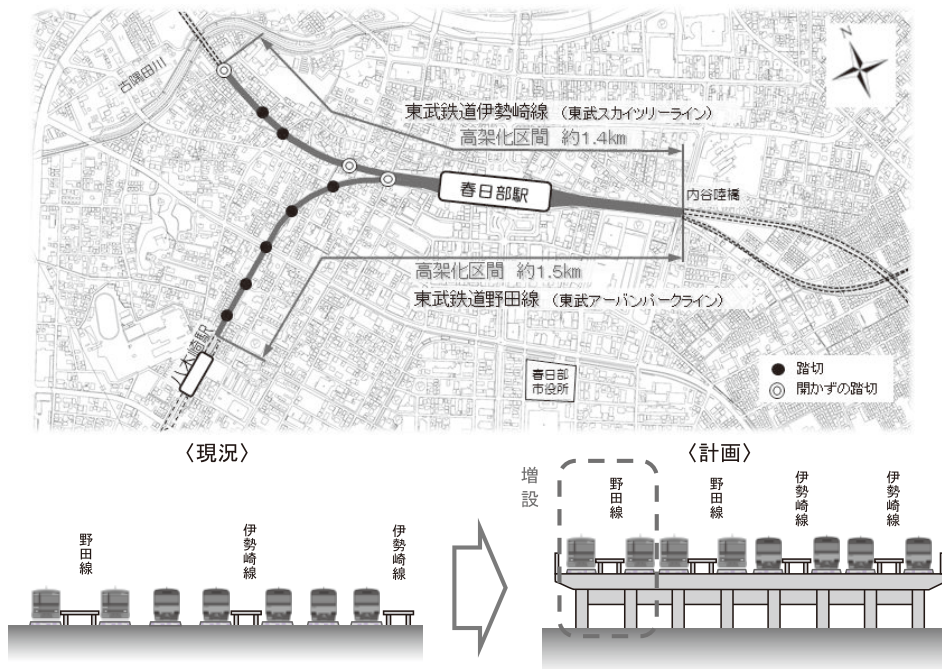 N
古隅田川
東武鉄道伊勢崎線 （東武スカイツリーライン）
高架化区間 約1.4km
春日部駅
内谷陸橋
高架化区間 約1.5km
東武鉄道野田線 （東武アーバンパークライン）
八木崎駅
春日部
市役所
● 踏切
◎ 開かずの踏切
〈現況〉
〈計画〉
増設
野田線
伊勢崎線
伊勢崎線
野田線
野田線
伊勢崎線
伊勢崎線